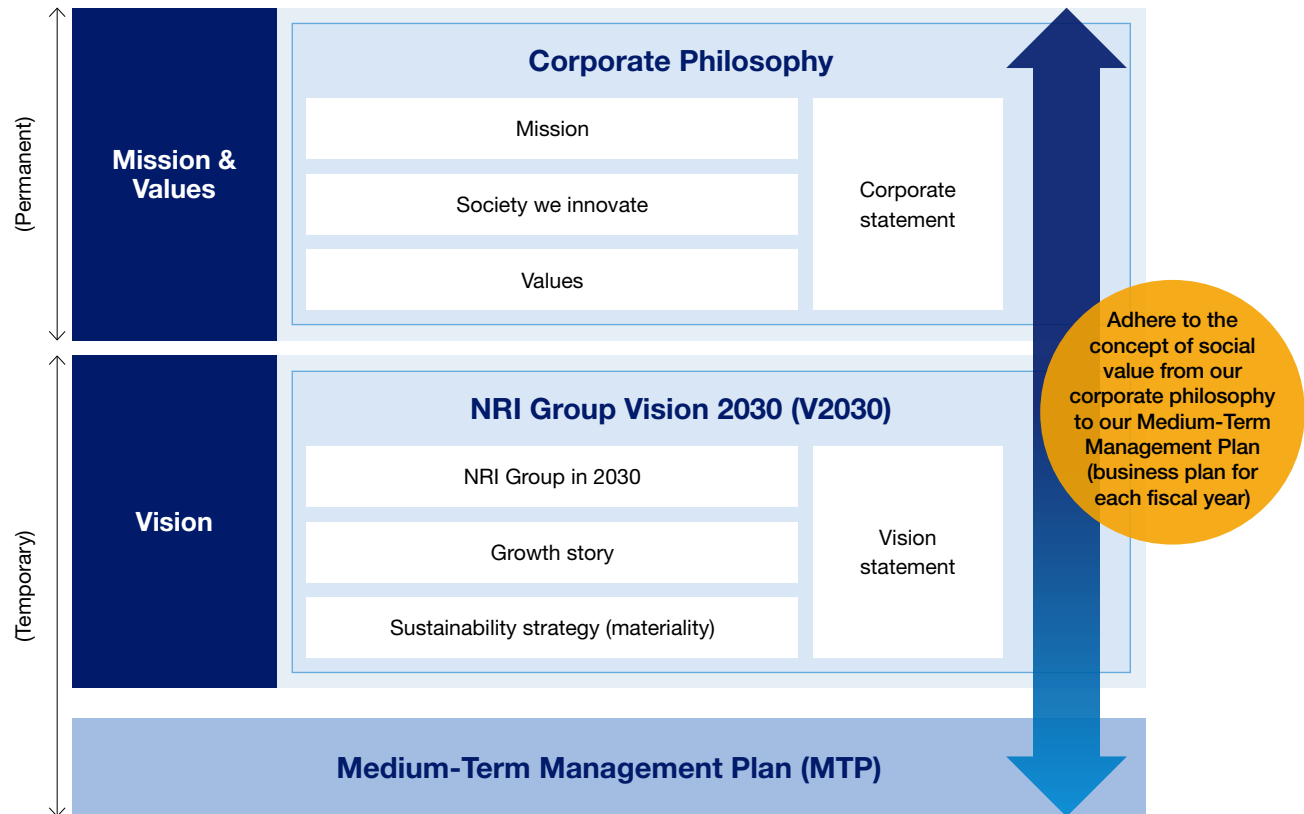 (Permanent)
Mission &
Values
Corporate Philosophy
Mission
Society we innovate
Values
Corporate
statement
(Temporary)
Vision
NRI Group Vision 2030 (V2030)
NRI Group in 2030
Growth story
Sustainability strategy (materiality)
Vision
statement
Adhere to the
concept of social
value from our
corporate philosophy
to our Medium-Term
Management Plan
(business plan for
each fiscal year)
Medium-Term Management Plan (MTP)